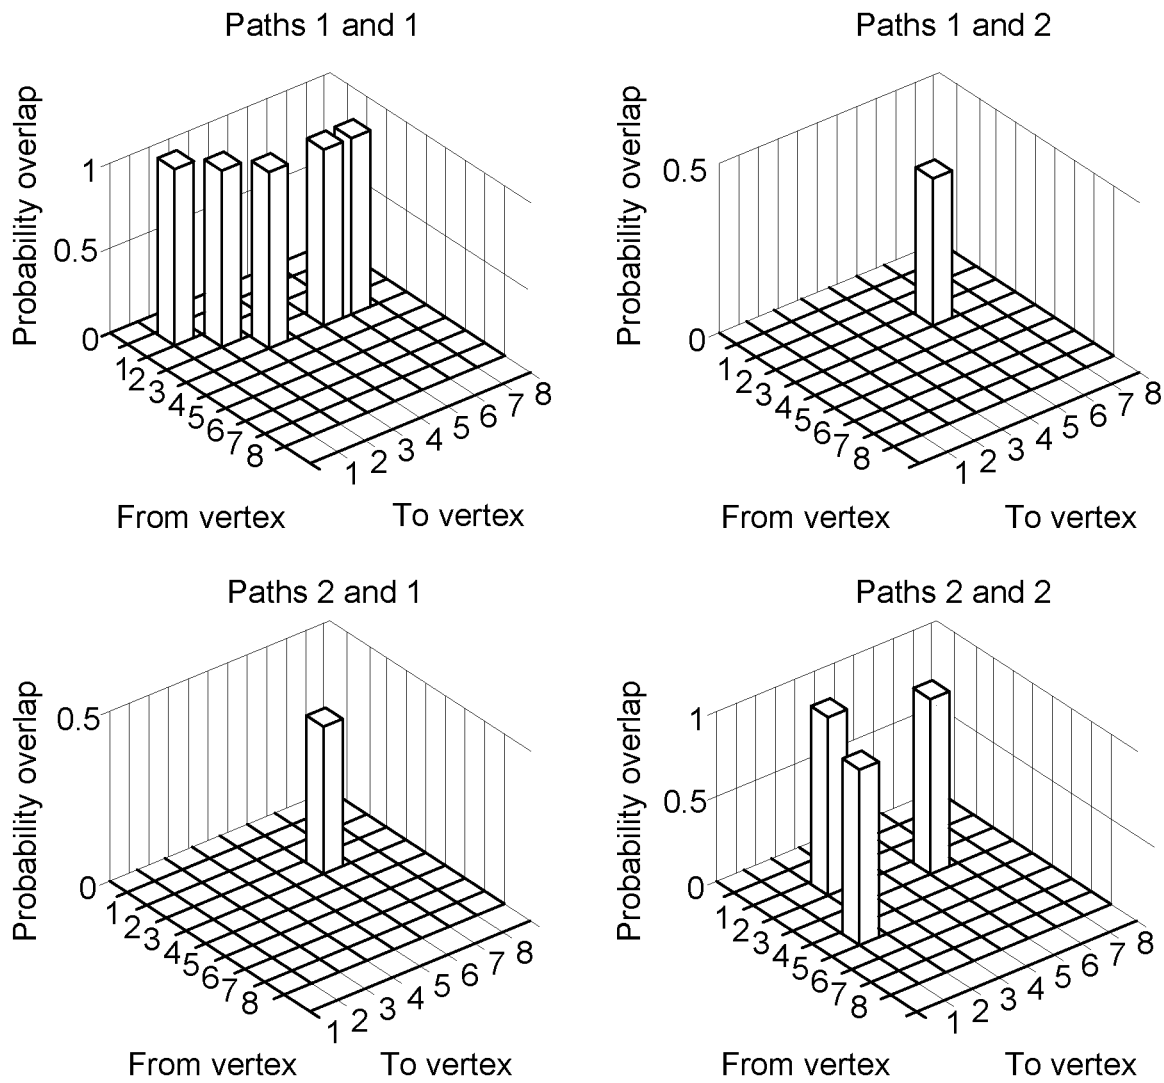 Paths 1 and 1
Probability overlap
1
0.5
0
1 2 3 4 5 6 7 8
1 2 3 4 5 6 7 8
From vertex
To vertex
Paths 1 and 2
Probability overlap
0.5
0
1 2 3 4 5 6 7 8
1 2 3 4 5 6 7 8
From vertex
To vertex
Paths 2 and 1
Probability overlap
0.5
0
1 2 3 4 5 6 7 8
1 2 3 4 5 6 7 8
From vertex
To vertex
Paths 2 and 2
Probability overlap
1
0.5
0
1 2 3 4 5 6 7 8
1 2 3 4 5 6 7 8
From vertex
To vertex